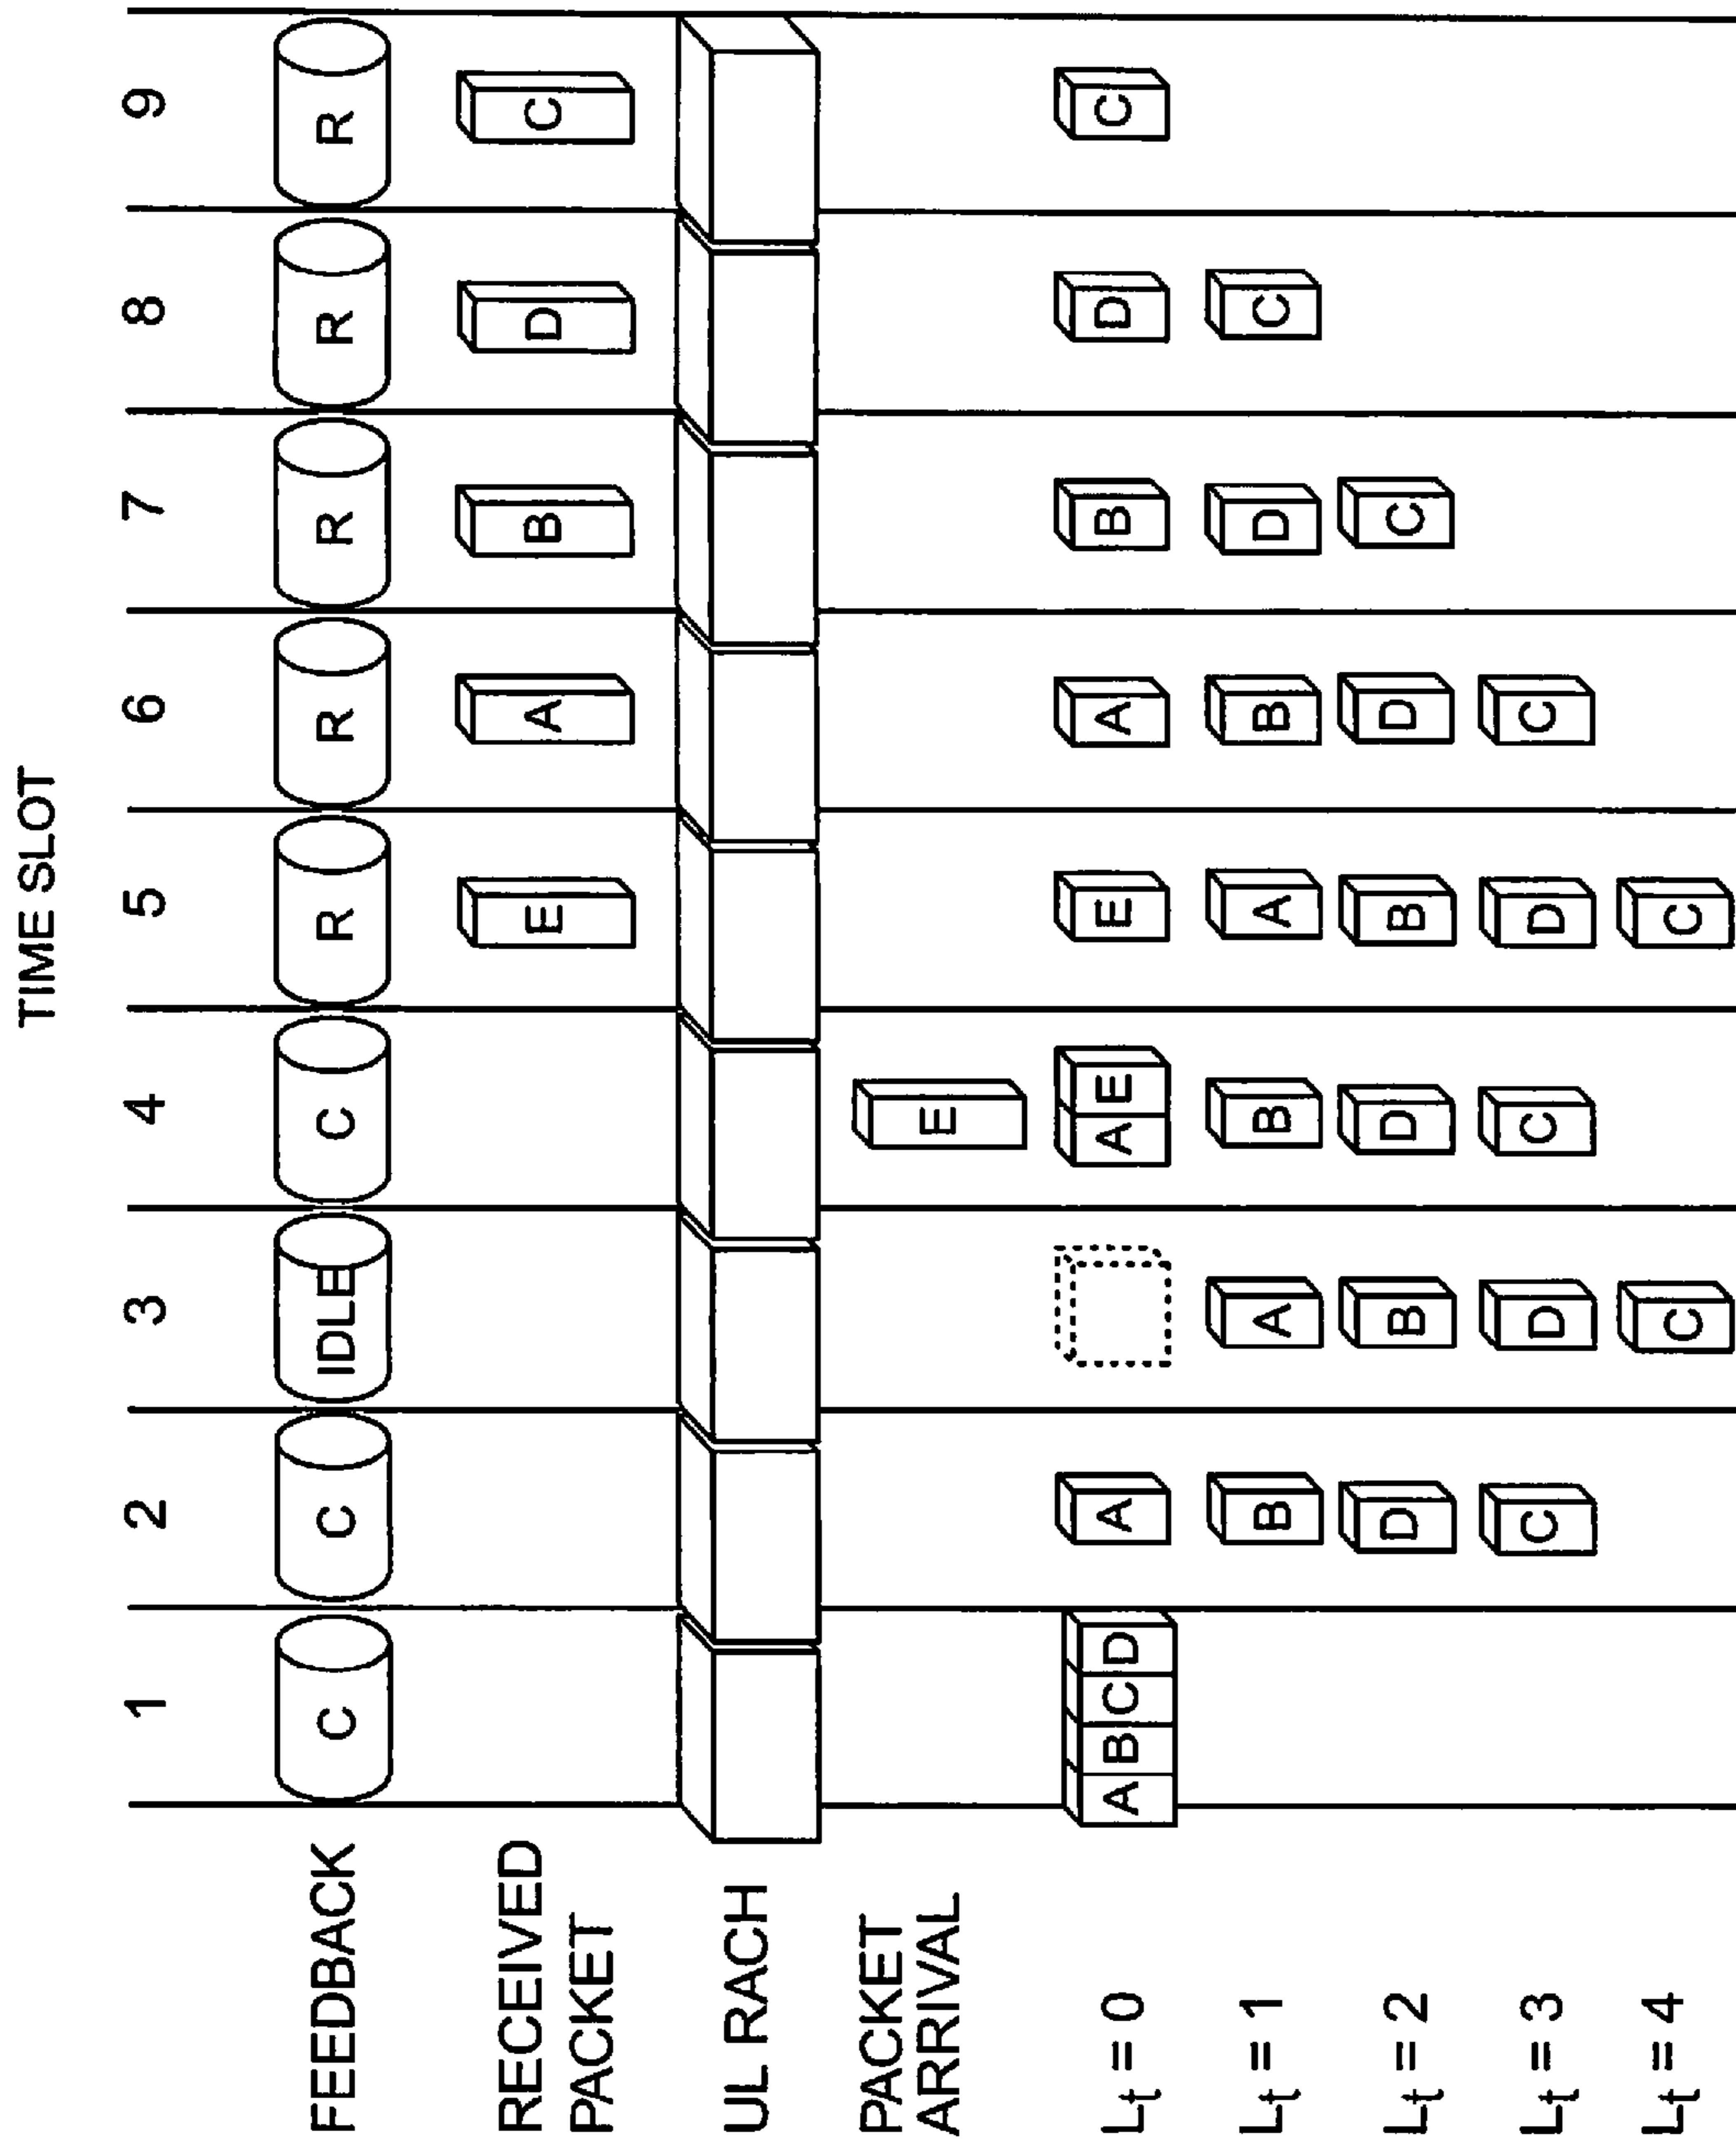 TIME SLOT
1 2 3 4 5 6 7 8 9
FEEDBACK C C IDLE C R R R R R
RECEIVED
PACKET
E A B D C
UL RACH
PACKET
ARRIVAL
E
Lt = 0 A B C D A A E E A B D C
Lt = 1 B A B A B D C
Lt = 2 D B D B D C
Lt = 3 C D C D C
Lt = 4 C C